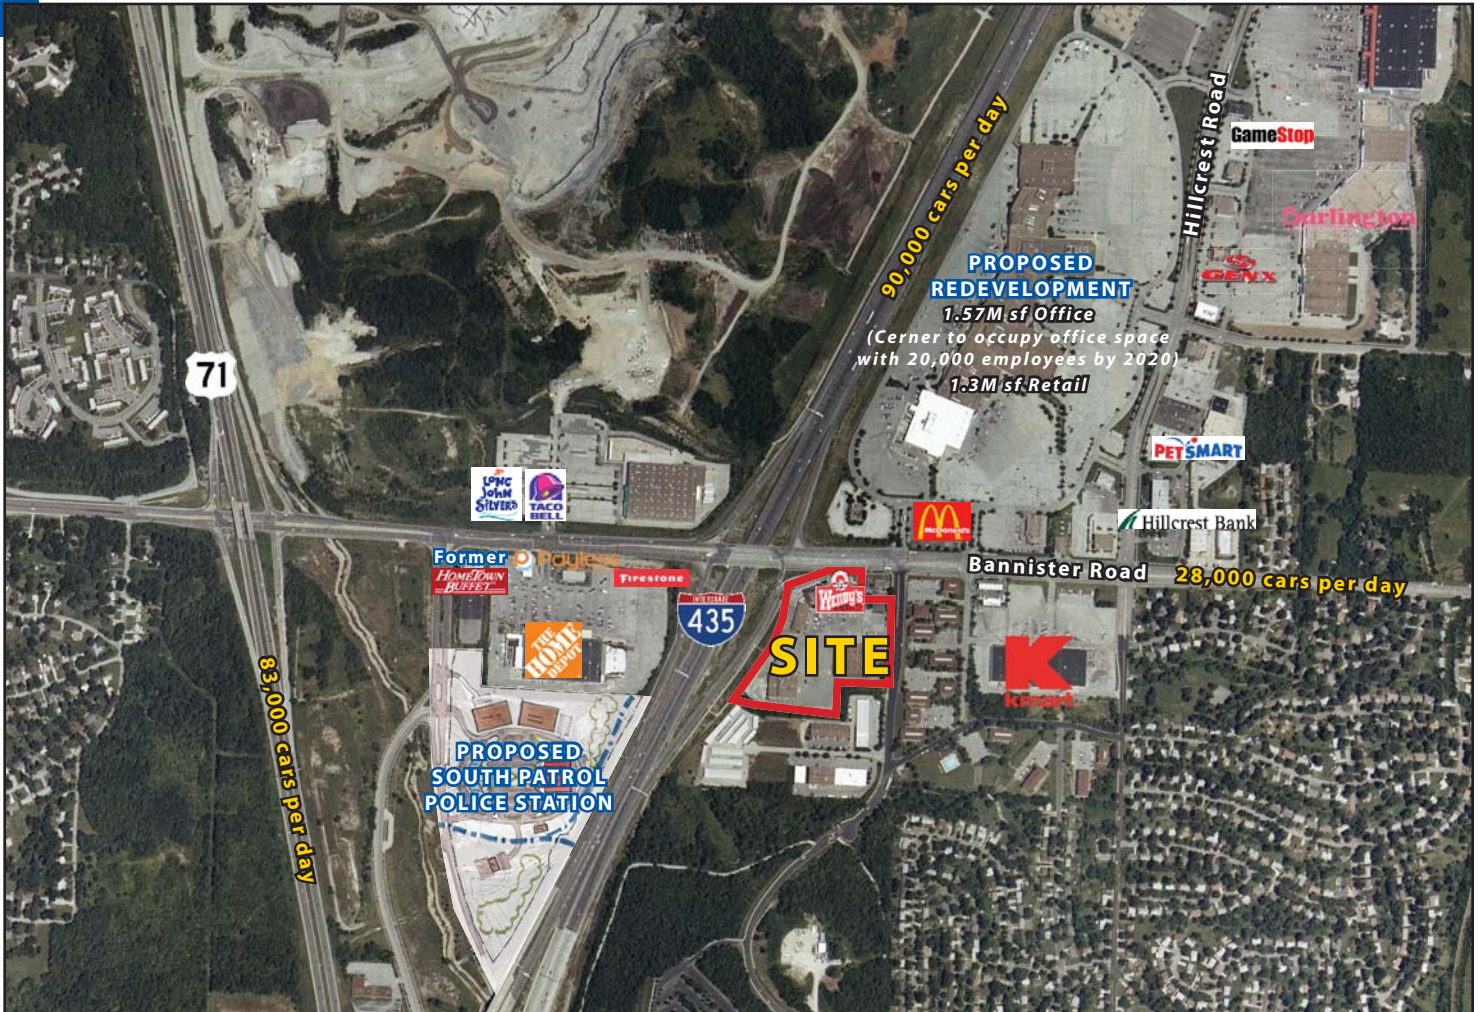 90,000 cars per day
Hillcrest Road
GameStop
Burlington
GENX
PROPOSED
REDEVELOPMENT
1.57M sf Office
(Cerner to occupy office space
with 20,000 employees by 2020)
1.3M sf Retail
71
PETSMART
LONG
JOHN
SILVER'S
TACO
BELL
McDonald's
Hillcrest Bank
Former
Payless
HOMETOWN
BUFFET
Firestone
Bannister Road
28,000 cars per day
INTERSTATE
435
WENDY'S
THE
HOME
DEPOT
SITE
K
kmart
83,000 cars per day
PROPOSED
SOUTH PATROL
POLICE STATION